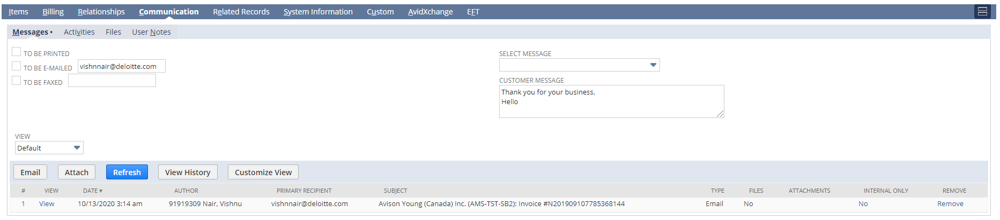 Items Billing Relationships Communication Related Records System Information Custom AvidXchange EFT
Messages • Activities Files User Notes
TO BE PRINTED
TO BE E-MAILED vishnnair@deloitte.com
TO BE FAXED
SELECT MESSAGE
CUSTOMER MESSAGE
Thank you for your business.
Hello
VIEW
Default
Email Attach Refresh View History Customize View
# VIEW DATE ▼ AUTHOR PRIMARY RECIPIENT SUBJECT TYPE FILES ATTACHMENTS INTERNAL ONLY REMOVE
1 View 10/13/2020 3:14 am 91919309 Nair, Vishnu vishnnair@deloitte.com Avison Young (Canada) Inc. (AMS-TST-SB2): Invoice #N201909107785368144 Email No No Remove